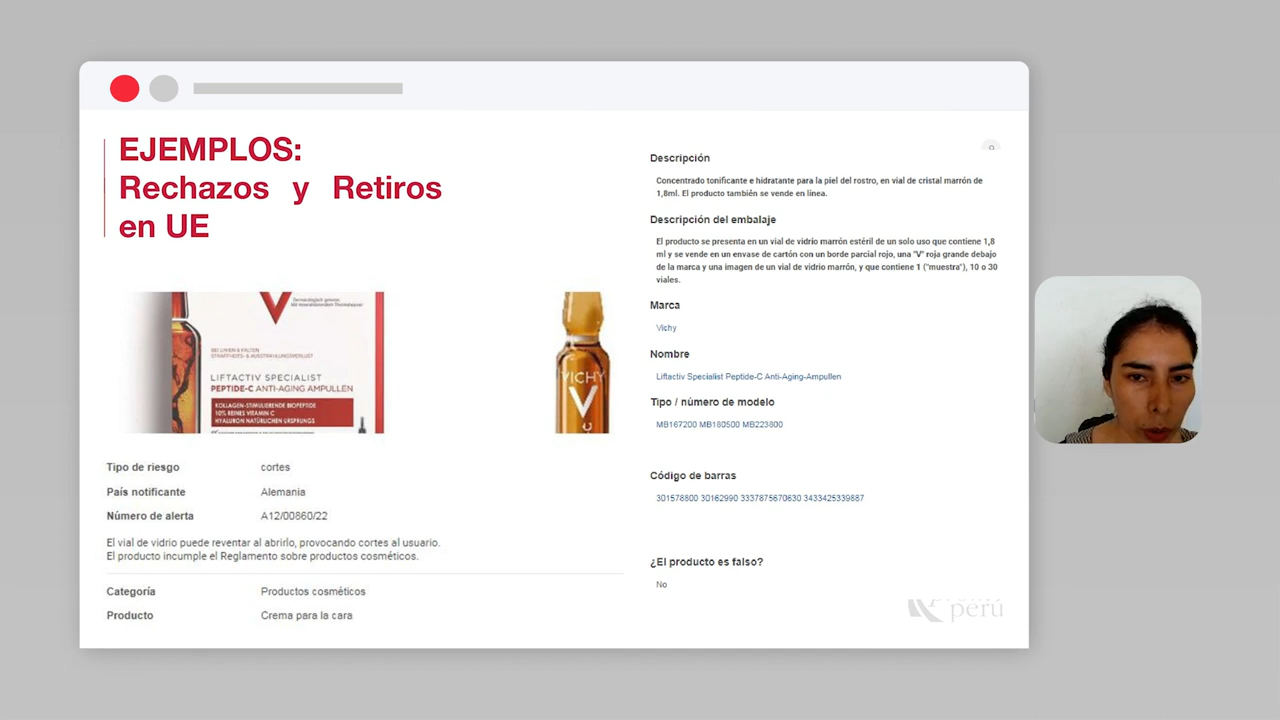 EJEMPLOS:
Rechazos y Retiros
en UE
Dermatologisch getestet
LIFTACTIV SPECIALIST
PEPTIDE-C ANTI-AGING AMPULLEN
KOLLAGEN-STIMULIERENDE BIOPEPTIDE
10% REINES VITAMIN C
HYALURON NATÜRLICHEN URSPRUNGS
VICHY
V
Tipo de riesgo cortes
País notificante Alemania
Número de alerta A12/00860/22
El vial de vidrio puede reventar al abrirlo, provocando cortes al usuario.
El producto incumple el Reglamento sobre productos cosméticos.
Categoría Productos cosméticos
Producto Crema para la cara
Descripción
Concentrado tonificante e hidratante para la piel del rostro, en vial de cristal marrón de
1,8ml. El producto también se vende en línea.
Descripción del embalaje
El producto se presenta en un vial de vidrio marrón estéril de un solo uso que contiene 1,8
ml y se vende en un envase de cartón con un borde parcial rojo, una "V" roja grande debajo
de la marca y una imagen de un vial de vidrio marrón, y que contiene 1 ("muestra"), 10 o 30
viales.
Marca
Vichy
Nombre
Liftactiv Specialist Peptide-C Anti-Aging-Ampullen
Tipo / número de modelo
MB167200 MB180500 MB223800
Código de barras
301578800 30162990 3337875670630 3433425339887
¿El producto es falso?
No
perú